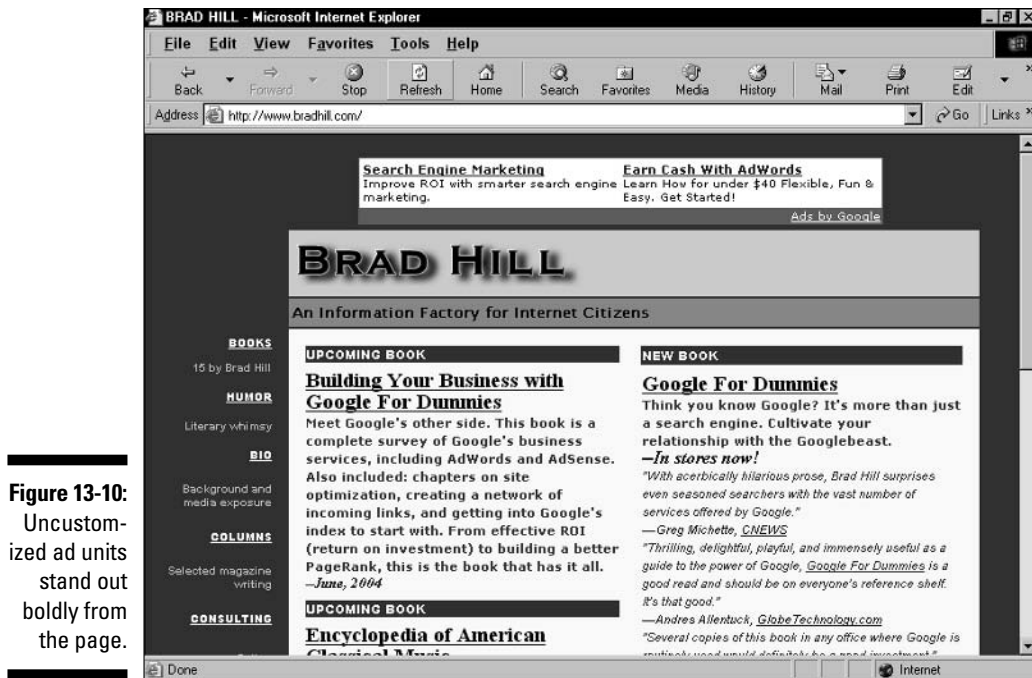 BRAD HILL - Microsoft Internet Explorer
File Edit View Favorites Tools Help
Back Forward Stop Refresh Home Search Favorites Media History Mail Print Edit
Address http://www.bradhill.com/ Go Links
Search Engine Marketing
Improve ROI with smarter search engine
marketing.
Earn Cash With AdWords
Learn How for under $40 Flexible, Fun &
Easy. Get Started!
Ads by Google
BRAD HILL
An Information Factory for Internet Citizens
BOOKS
15 by Brad Hill
HUMOR
Literary whimsy
BIO
Background and
media exposure
COLUMNS
Selected magazine
writing
CONSULTING
UPCOMING BOOK
Building Your Business with
Google For Dummies
Meet Google's other side. This book is a
complete survey of Google's business
services, including AdWords and AdSense.
Also included: chapters on site
optimization, creating a network of
incoming links, and getting into Google's
index to start with. From effective ROI
(return on investment) to building a better
PageRank, this is the book that has it all.
—June, 2004
UPCOMING BOOK
Encyclopedia of American
Classical Music
NEW BOOK
Google For Dummies
Think you know Google? It's more than just
a search engine. Cultivate your
relationship with the Googlebeast.
—In stores now!
"With acerbically hilarious prose, Brad Hill surprises
even seasoned searchers with the vast number of
services offered by Google."
—Greg Michette, CNEWS
"Thrilling, delightful, playful, and immensely useful as a
guide to the power of Google, Google For Dummies is a
good read and should be on everyone's reference shelf.
It's that good."
—Andres Allentuck, GlobeTechnology.com
"Several copies of this book in any office where Google is
routinely used would definitely be a good investment."
Done Internet
Figure 13-10:
Uncustom-
ized ad units
stand out
boldly from
the page.